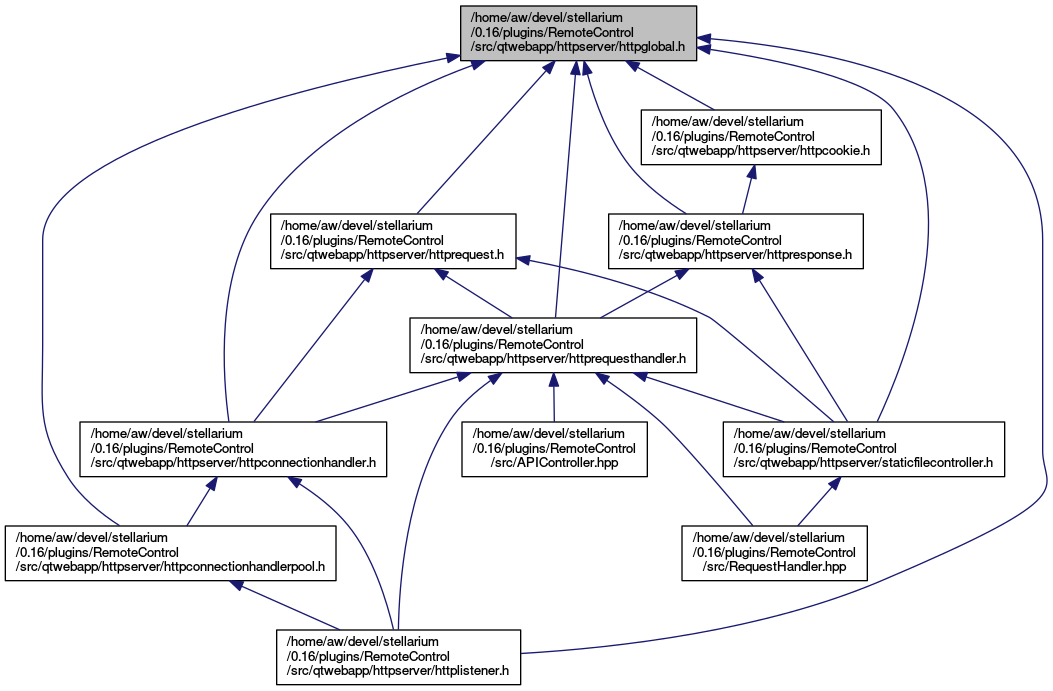 /home/aw/devel/stellarium
/0.16/plugins/RemoteControl
/src/qtwebapp/httpserver/httpglobal.h
/home/aw/devel/stellarium
/0.16/plugins/RemoteControl
/src/qtwebapp/httpserver/httpcookie.h
/home/aw/devel/stellarium
/0.16/plugins/RemoteControl
/src/qtwebapp/httpserver/httprequest.h
/home/aw/devel/stellarium
/0.16/plugins/RemoteControl
/src/qtwebapp/httpserver/httpresponse.h
/home/aw/devel/stellarium
/0.16/plugins/RemoteControl
/src/qtwebapp/httpserver/httprequesthandler.h
/home/aw/devel/stellarium
/0.16/plugins/RemoteControl
/src/qtwebapp/httpserver/httpconnectionhandler.h
/home/aw/devel/stellarium
/0.16/plugins/RemoteControl
/src/APIController.hpp
/home/aw/devel/stellarium
/0.16/plugins/RemoteControl
/src/qtwebapp/httpserver/staticfilecontroller.h
/home/aw/devel/stellarium
/0.16/plugins/RemoteControl
/src/qtwebapp/httpserver/httpconnectionhandlerpool.h
/home/aw/devel/stellarium
/0.16/plugins/RemoteControl
/src/RequestHandler.hpp
/home/aw/devel/stellarium
/0.16/plugins/RemoteControl
/src/qtwebapp/httpserver/httplistener.h